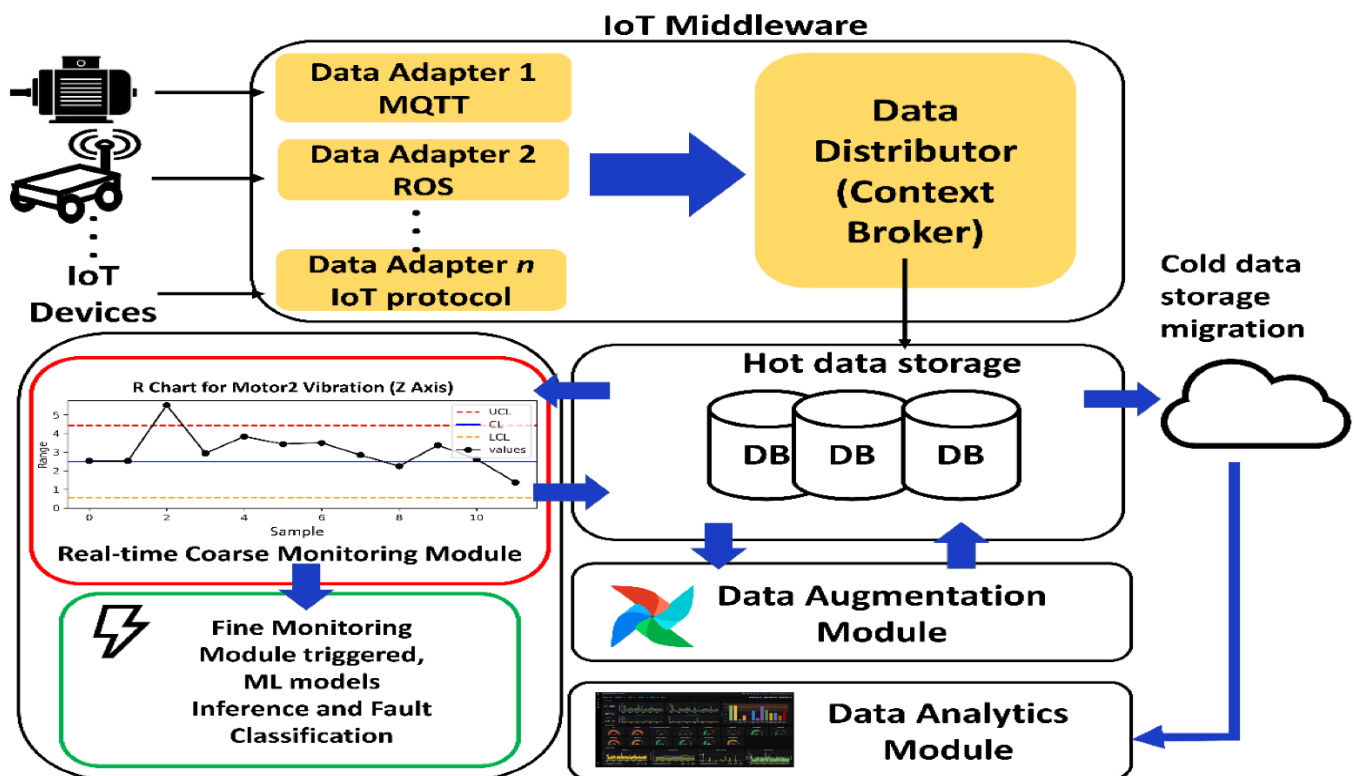 IoT Middleware
Data Adapter 1
MQTT
Data Adapter 2
ROS
Data Adapter n
IoT protocol
Data
Distributor
(Context
Broker)
IoT
Devices
Cold data
storage
migration
Hot data storage
DB
DB
DB
R Chart for Motor2 Vibration (Z Axis)
UCL
CL
LCL
values
Range
5
4
3
2
1
0
0
2
4
6
8
10
Sample
Real-time Coarse Monitoring Module
Fine Monitoring
Module triggered,
ML models
Inference and Fault
Classification
Data Augmentation
Module
Data Analytics
Module